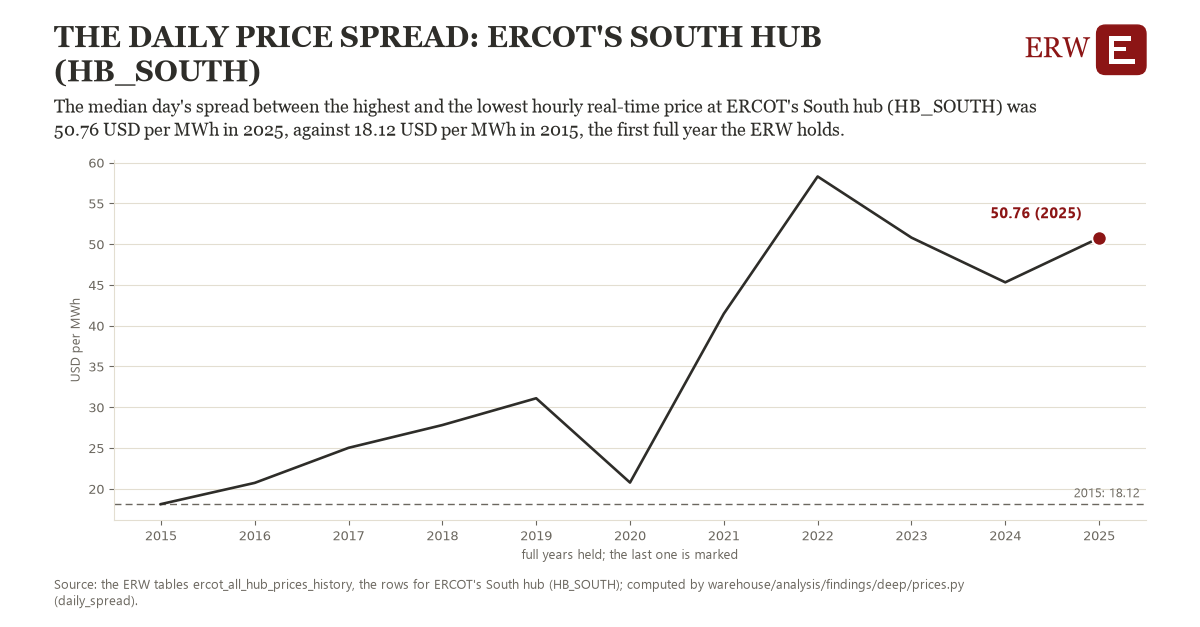 THE DAILY PRICE SPREAD: ERCOT'S SOUTH HUB
(HB_SOUTH)
ERW E
The median day's spread between the highest and the lowest hourly real-time price at ERCOT's South hub (HB_SOUTH) was
50.76 USD per MWh in 2025, against 18.12 USD per MWh in 2015, the first full year the ERW holds.
60
55
50
45
40
35
30
25
20
USD per MWh
50.76 (2025)
2015: 18.12
2015 2016 2017 2018 2019 2020 2021 2022 2023 2024 2025
full years held; the last one is marked
Source: the ERW tables ercot_all_hub_prices_history, the rows for ERCOT's South hub (HB_SOUTH); computed by warehouse/analysis/findings/deep/prices.py
(daily_spread).